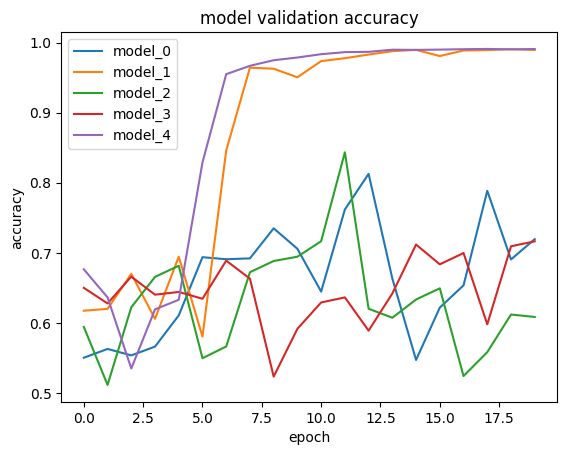 model validation accuracy
1.0
0.9
0.8
0.7
0.6
0.5
accuracy
model_0
model_1
model_2
model_3
model_4
0.0 2.5 5.0 7.5 10.0 12.5 15.0 17.5
epoch